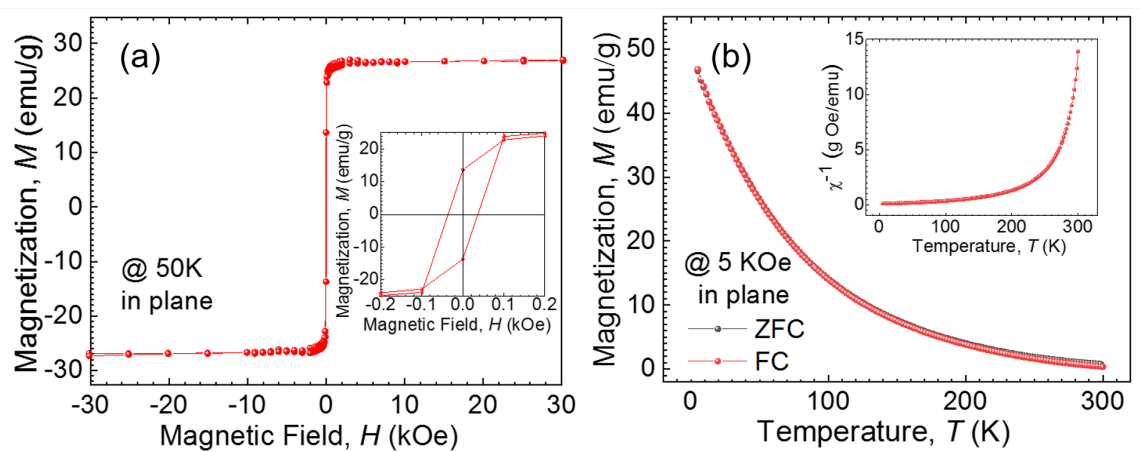 (a)
Magnetization, M (emu/g)
30
20
10
0
-10
-20
-30
-30 -20 -10 0 10 20 30
Magnetic Field, H (kOe)
@ 50K
in plane
Magnetization, M (emu/g)
20
10
0
-10
-20
-0.2 -0.1 0.0 0.1 0.2
Magnetic Field, H (kOe)
(b)
Magnetization, M (emu/g)
50
40
30
20
10
0
0 100 200 300
Temperature, T (K)
@ 5 KOe
in plane
ZFC
FC
χ-1 (g Oe/emu)
15
10
5
0
0 100 200 300
Temperature, T (K)